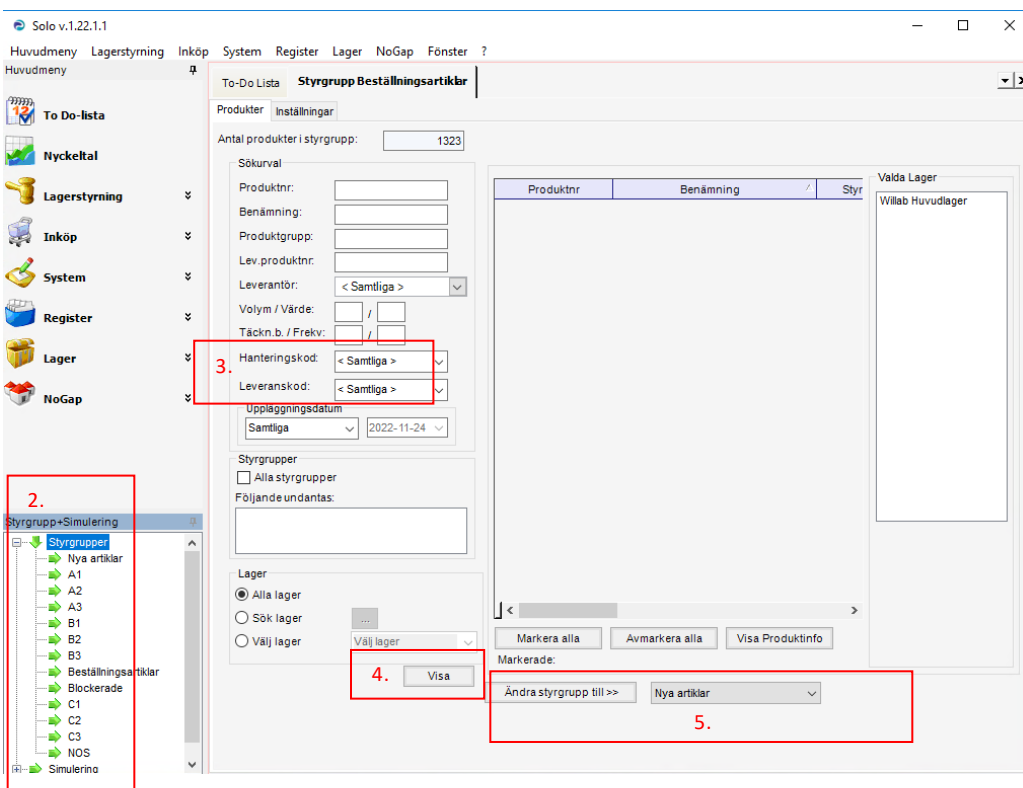 Solo v.1.22.1.1
Huvudmeny Lagerstyrning Inköp System Register Lager NoGap Fönster ?
Huvudmeny
To Do-lista
Nyckeltal
Lagerstyrning
Inköp
System
Register
Lager
NoGap
2.
Styrgrupp+Simulering
Styrgrupper
Nya artiklar
A1
A2
A3
B1
B2
B3
Beställningsartiklar
Blockerade
C1
C2
C3
NOS
Simulering
To-Do Lista Styrgrupp Beställningsartiklar
Produkter Inställningar
Antal produkter i styrgrupp: 1323
Sökurval
Produktnr:
Benämning:
Produktgrupp:
Lev.produktnr:
Leverantör: < Samtliga >
Volym / Värde: /
Täckn.b. / Frekv: /
3.
Hanteringskod: < Samtliga >
Leveranskod: < Samtliga >
Uppläggningsdatum
Samtliga 2022-11-24
Styrgrupper
Alla styrgrupper
Följande undantas:
Lager
Alla lager
Sök lager ...
Välj lager Välj lager
4. Visa
Produktnr Benämning Styr
Valda Lager
Willab Huvudlager
Markera alla Avmarkera alla Visa Produktinfo
Markerade:
Ändra styrgrupp till >> Nya artiklar
5.